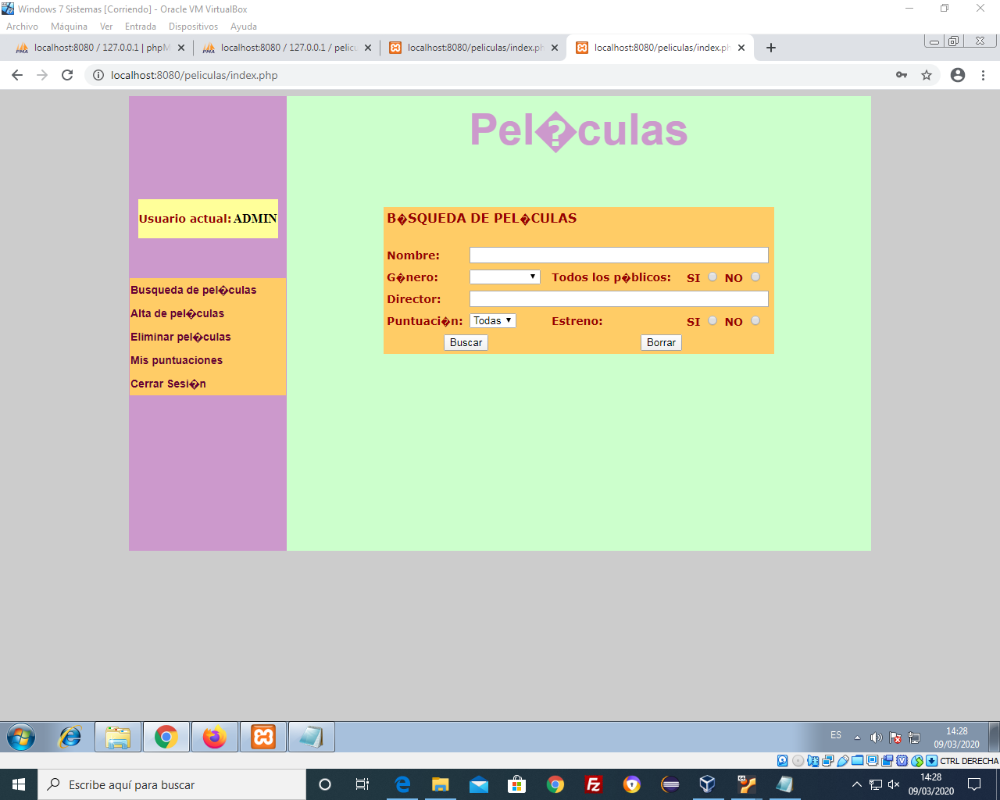 Windows 7 Sistemas [Corriendo] - Oracle VM VirtualBox
Archivo Máquina Ver Entrada Dispositivos Ayuda
localhost:8080 / 127.0.0.1 | phpM
localhost:8080 / 127.0.0.1 / pelicu
localhost:8080/peliculas/index.ph
localhost:8080/peliculas/index.ph
localhost:8080/peliculas/index.php
Pel�culas
Usuario actual: ADMIN
Busqueda de pel�culas
Alta de pel�culas
Eliminar pel�culas
Mis puntuaciones
Cerrar Sesi�n
B�SQUEDA DE PEL�CULAS
Nombre:
G�nero: Todos los p�blicos: SI NO
Director:
Puntuaci�n: Todas Estreno: SI NO
Buscar Borrar
ES 14:28
09/03/2020
CTRL DERECHA
Escribe aquí para buscar
14:28
09/03/2020